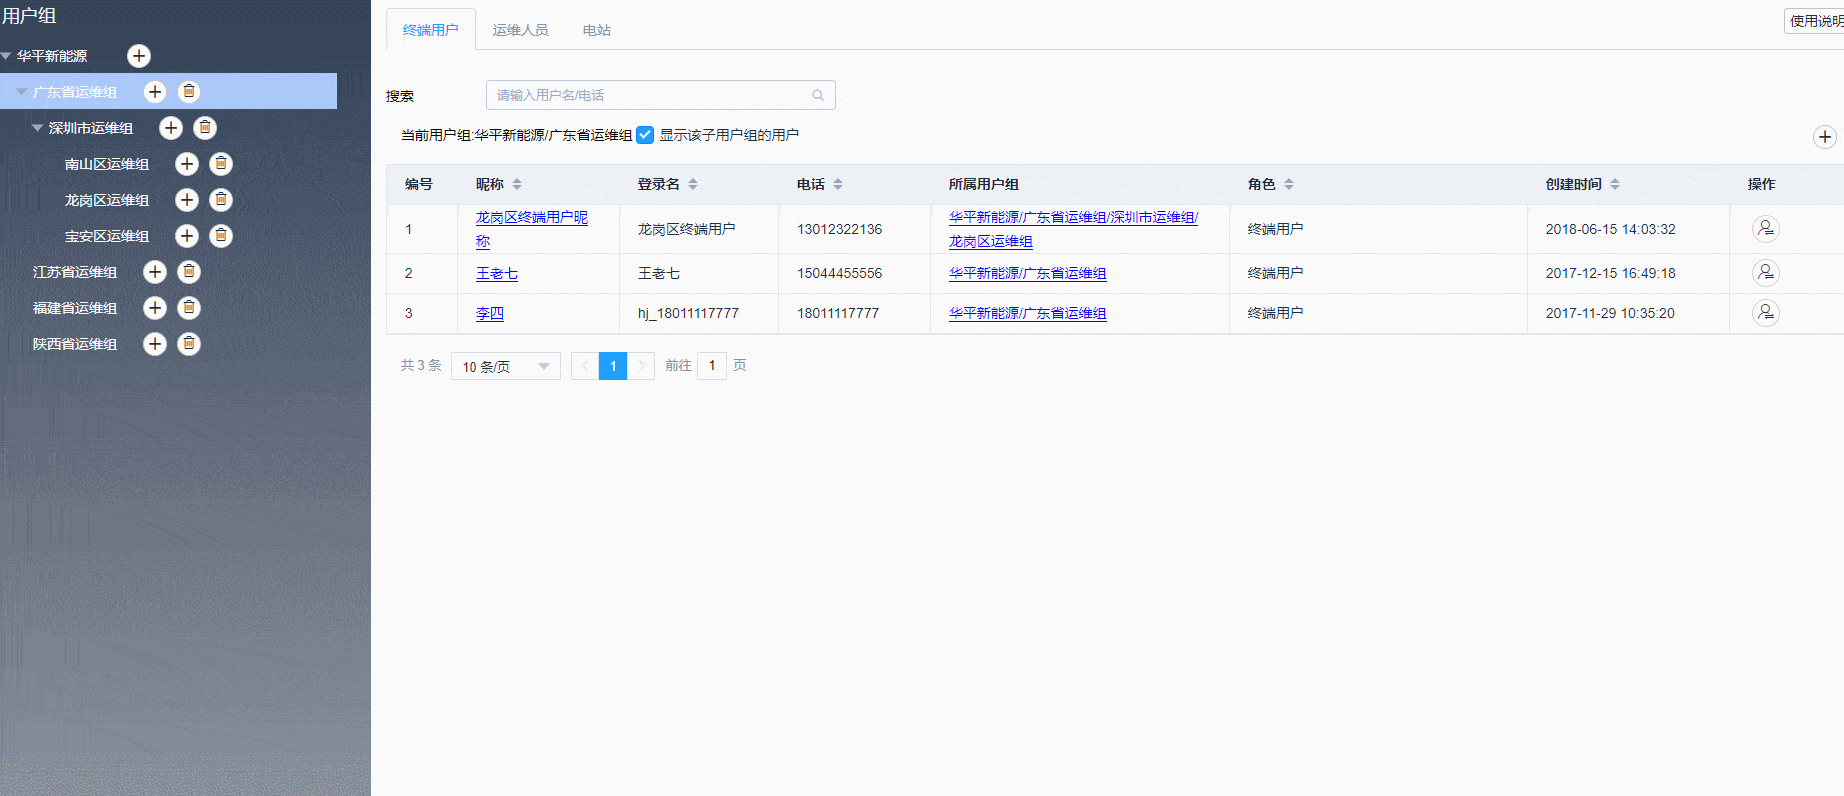 用户组
华平新能源
广东省运维组
深圳市运维组
南山区运维组
龙岗区运维组
宝安区运维组
江苏省运维组
福建省运维组
陕西省运维组
终端用户 运维人员 电站
使用说明
搜索 请输入用户名/电话
当前用户组:华平新能源/广东省运维组 显示该子用户组的用户
编号 昵称 登录名 电话 所属用户组 角色 创建时间 操作
1 龙岗区终端用户昵称 龙岗区终端用户 13012322136 华平新能源/广东省运维组/深圳市运维组/龙岗区运维组 终端用户 2018-06-15 14:03:32
2 王老七 王老七 15044455556 华平新能源/广东省运维组 终端用户 2017-12-15 16:49:18
3 李四 hj_18011117777 18011117777 华平新能源/广东省运维组 终端用户 2017-11-29 10:35:20
共 3 条 10 条/页 1 前往 1 页